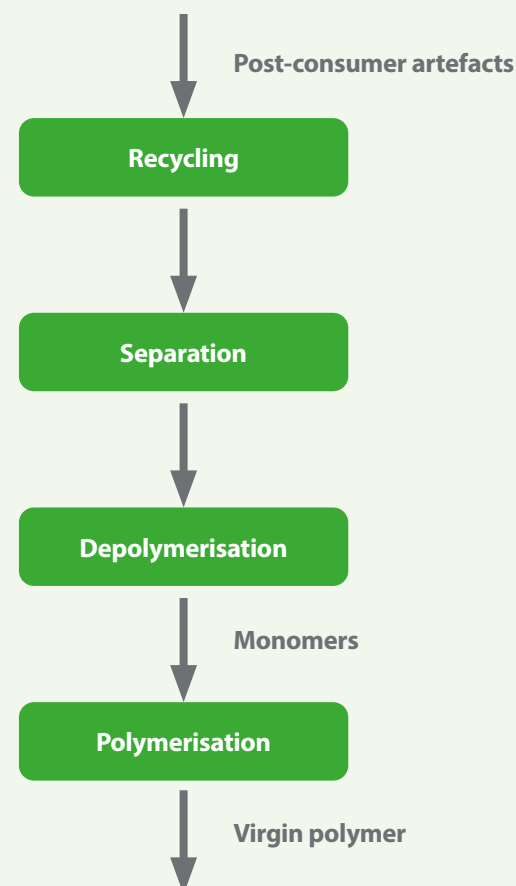 Post-consumer artefacts
Recycling
Separation
Depolymerisation
Monomers
Polymerisation
Virgin polymer